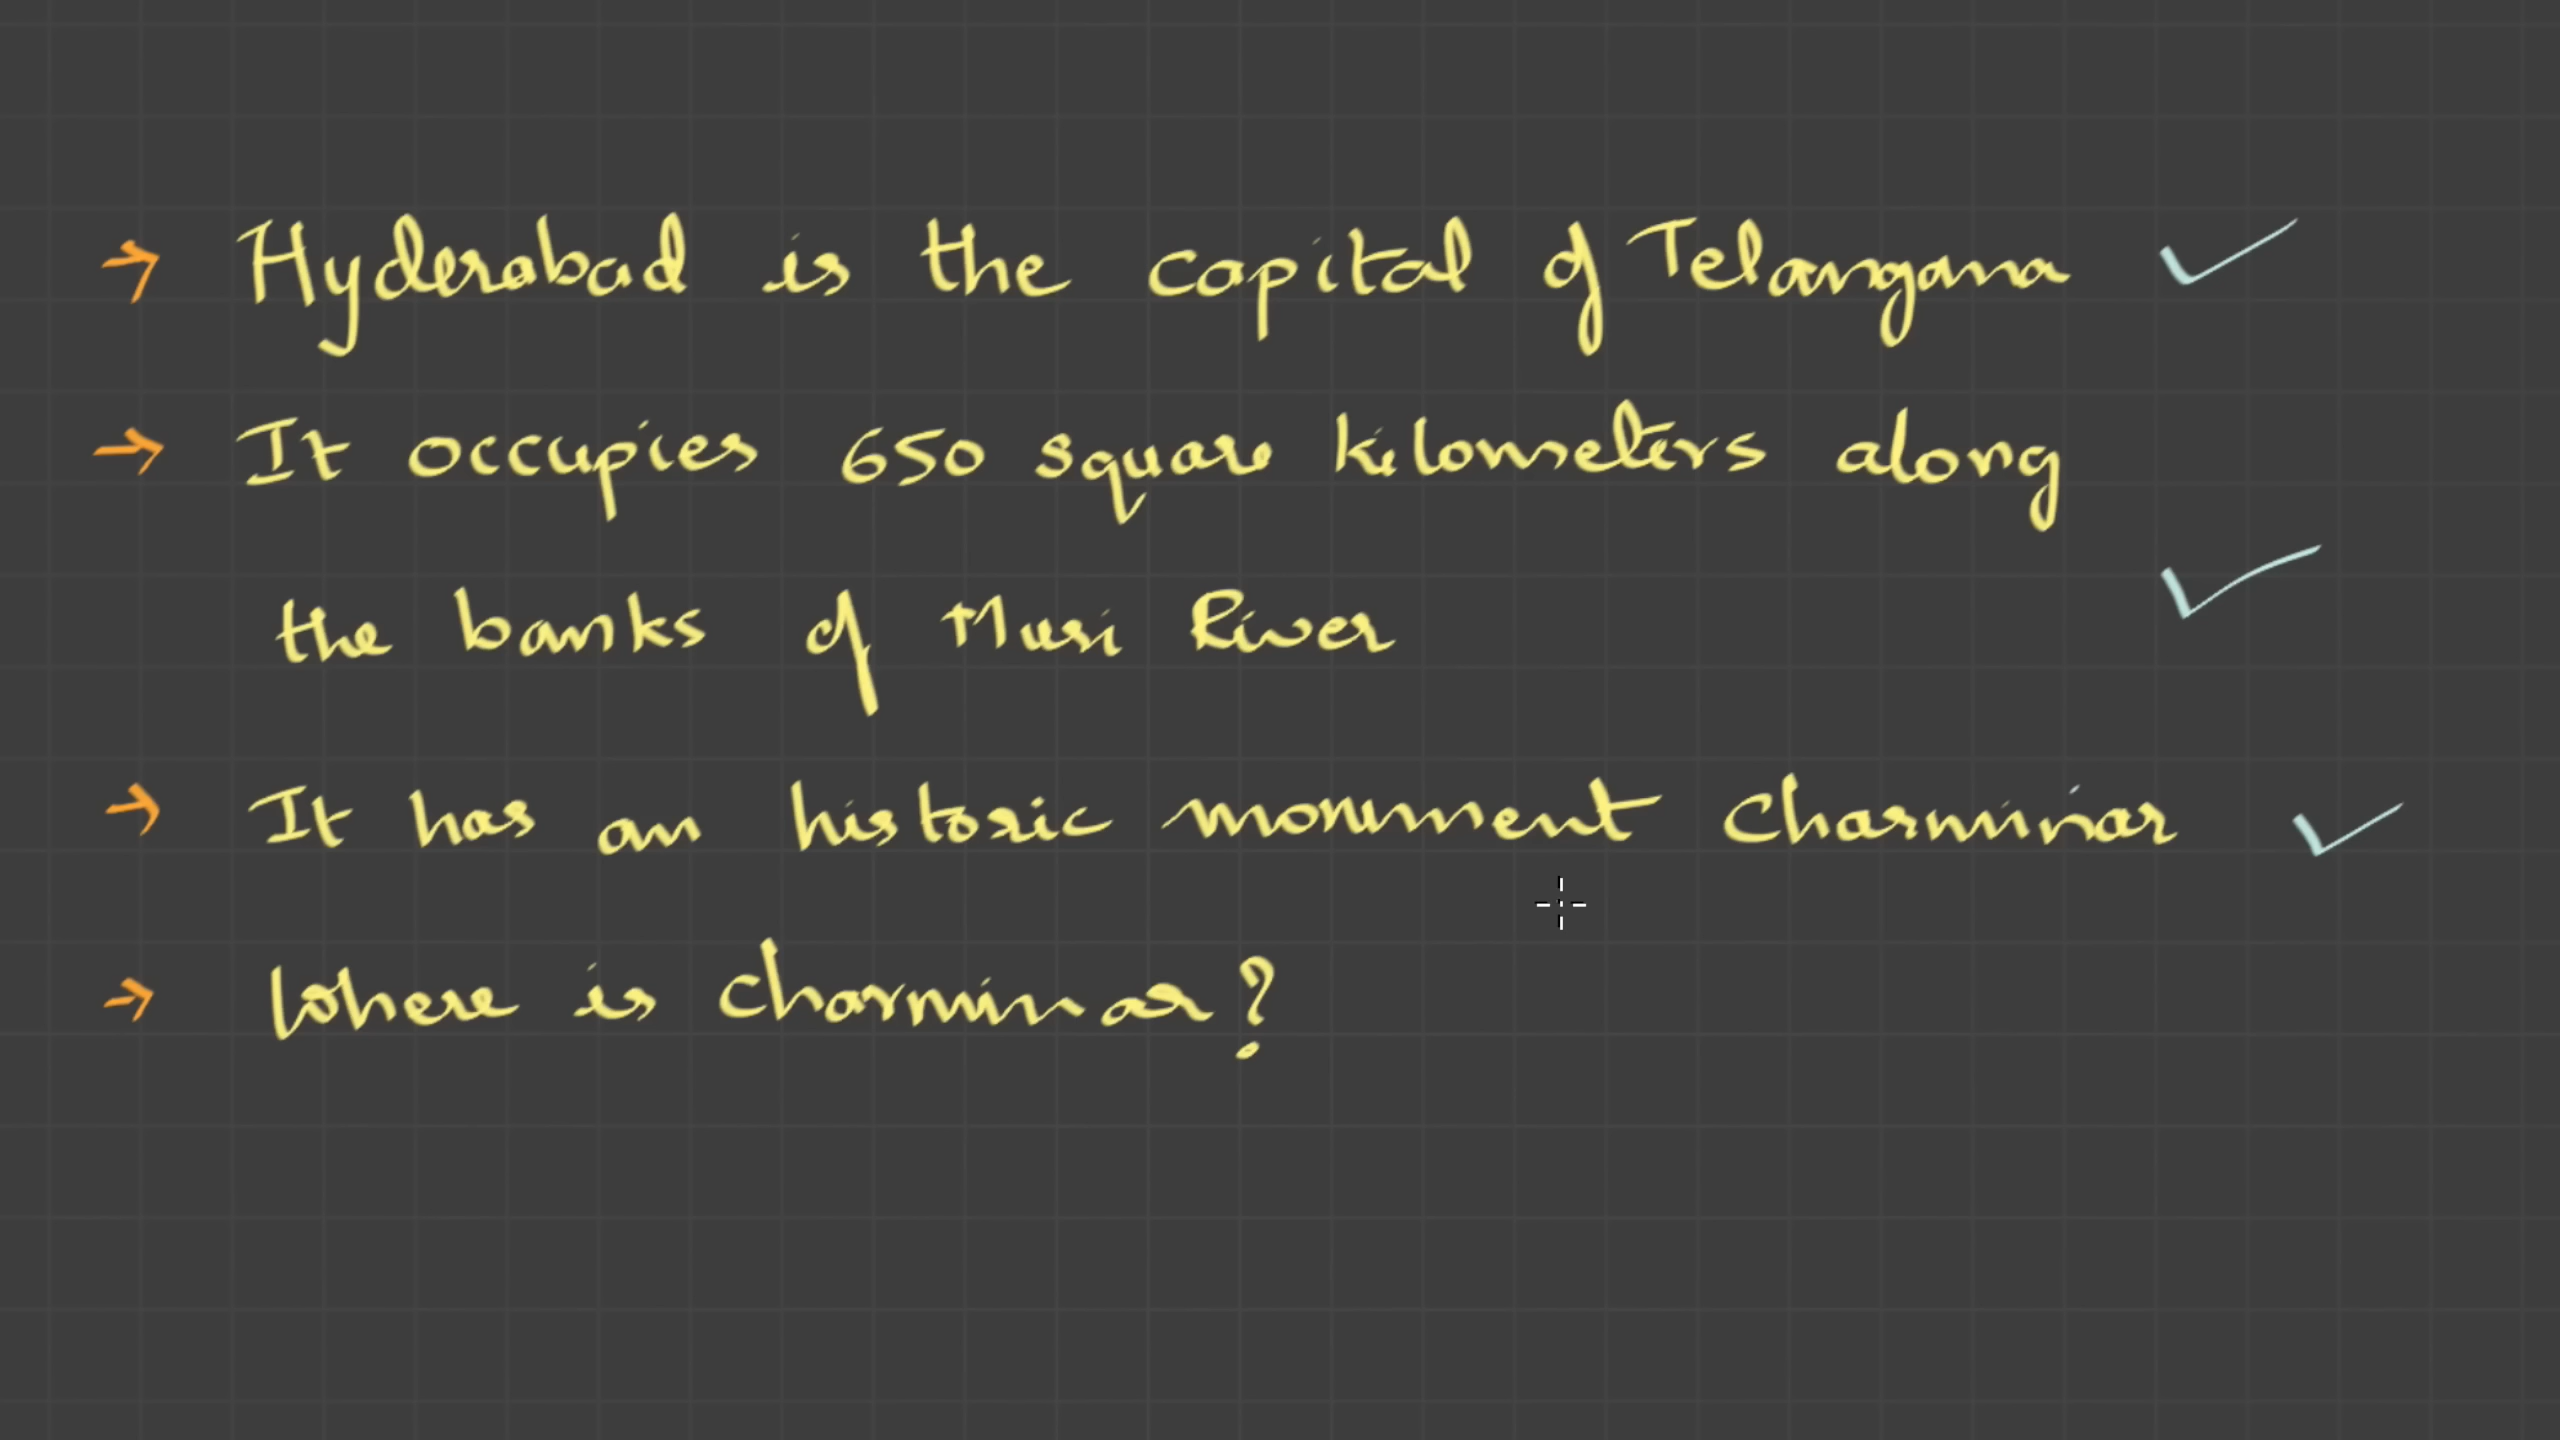 → Hyderabad is the capital of Telangana ✓
→ It occupies 650 square kilometers along
the banks of Musi River ✓
→ It has an historic monument Charminar ✓
→ Where is Charminar?